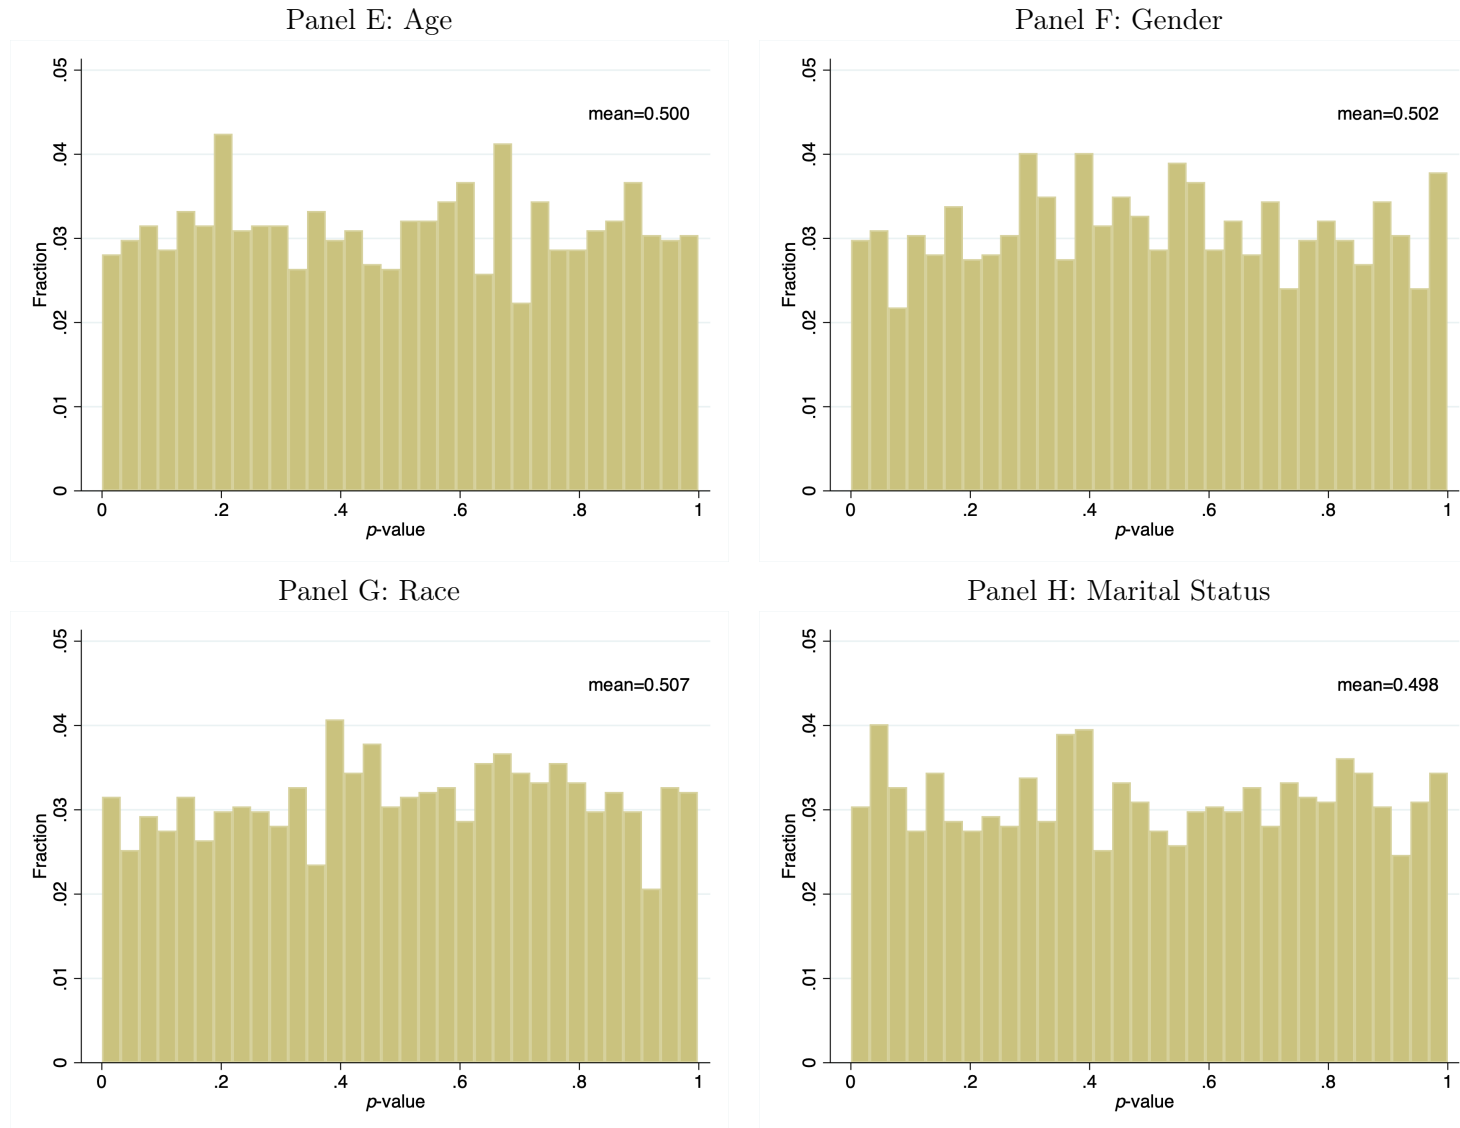 Panel E: Age
.05
.04
.03
.02
.01
0
Fraction
mean=0.500
0 .2 .4 .6 .8 1
p-value
Panel F: Gender
.05
.04
.03
.02
.01
0
Fraction
mean=0.502
0 .2 .4 .6 .8 1
p-value
Panel G: Race
.05
.04
.03
.02
.01
0
Fraction
mean=0.507
0 .2 .4 .6 .8 1
p-value
Panel H: Marital Status
.05
.04
.03
.02
.01
0
Fraction
mean=0.498
0 .2 .4 .6 .8 1
p-value